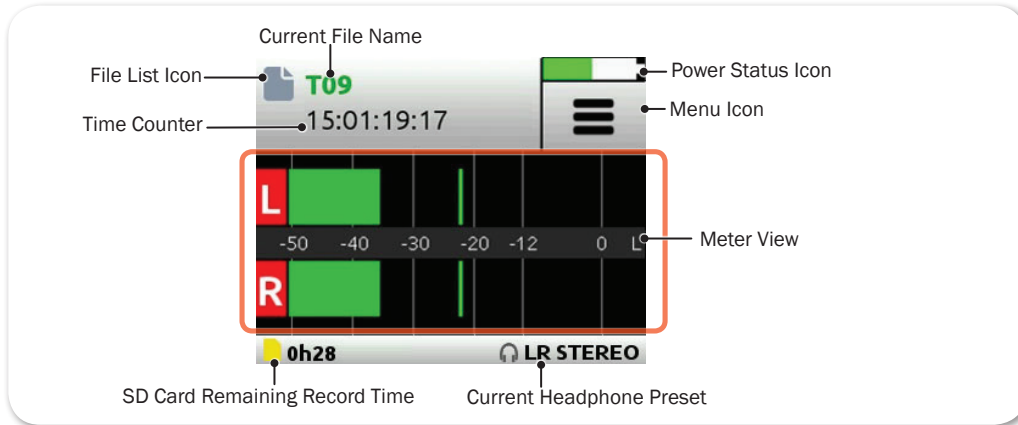 Current File Name
File List Icon
Power Status Icon
T09
Menu Icon
Time Counter
15:01:19:17
L
-50 -40 -30 -20 -12 0 L
Meter View
R
0h28
LR STEREO
SD Card Remaining Record Time
Current Headphone Preset